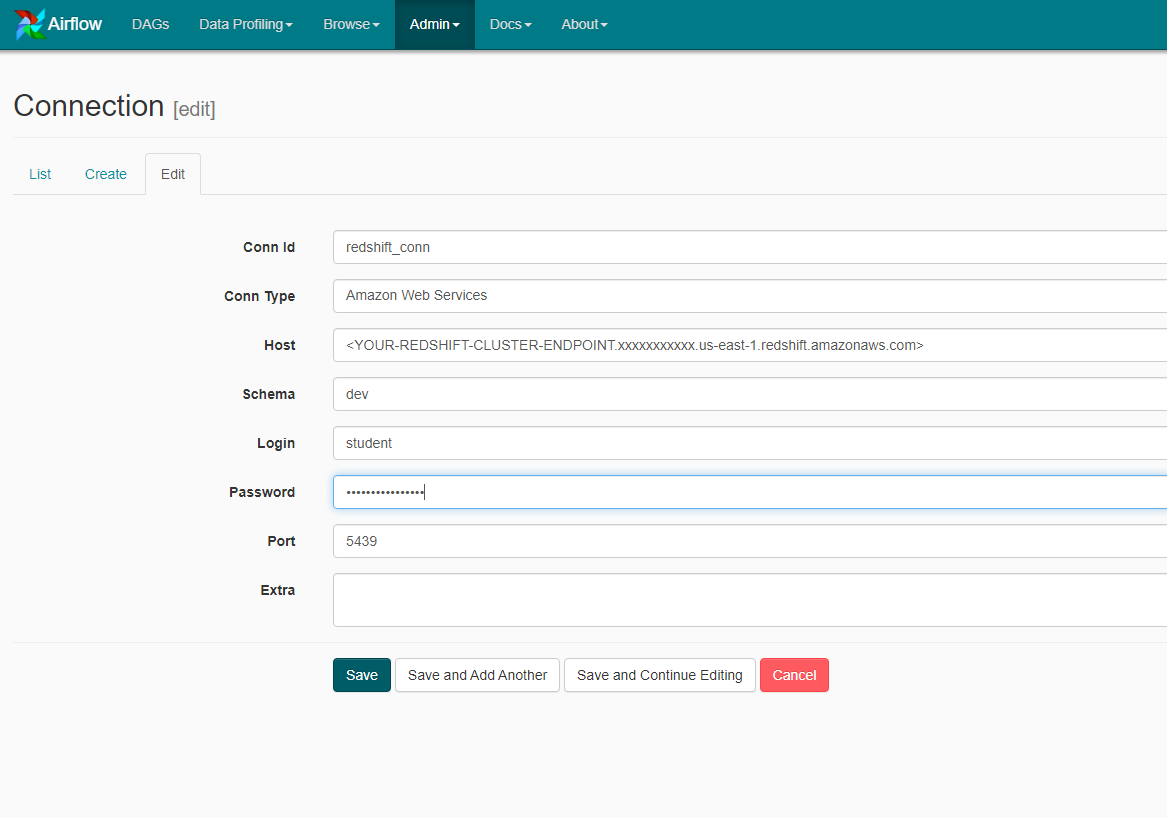 Airflow DAGs Data Profiling Browse Admin Docs About
Connection [edit]
List Create Edit
Conn Id redshift_conn
Conn Type Amazon Web Services
Host <YOUR-REDSHIFT-CLUSTER-ENDPOINT.xxxxxxxxxxx.us-east-1.redshift.amazonaws.com>
Schema dev
Login student
Password ••••••••••••••••
Port 5439
Extra
Save Save and Add Another Save and Continue Editing Cancel